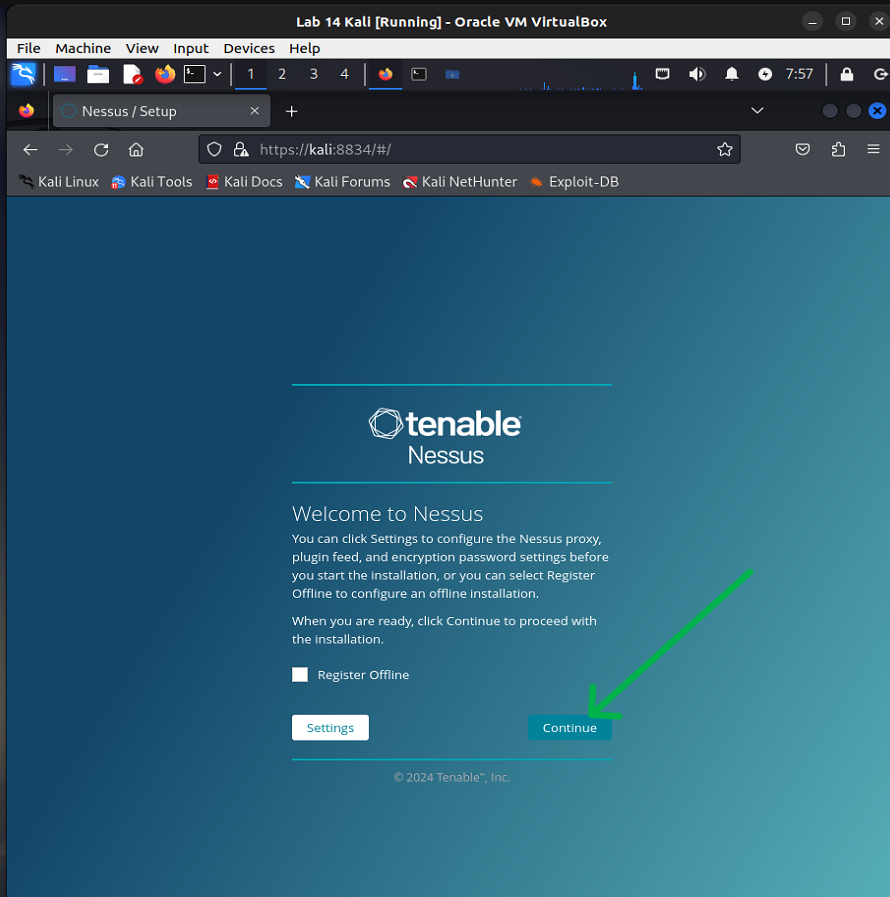 Lab 14 Kali [Running] - Oracle VM VirtualBox
File Machine View Input Devices Help
1 2 3 4 7:57
Nessus / Setup
https://kali:8834/#/
Kali Linux Kali Tools Kali Docs Kali Forums Kali NetHunter Exploit-DB
tenable
Nessus
Welcome to Nessus
You can click Settings to configure the Nessus proxy,
plugin feed, and encryption password settings before
you start the installation, or you can select Register
Offline to configure an offline installation.
When you are ready, click Continue to proceed with
the installation.
Register Offline
Settings Continue
© 2024 Tenable™, Inc.